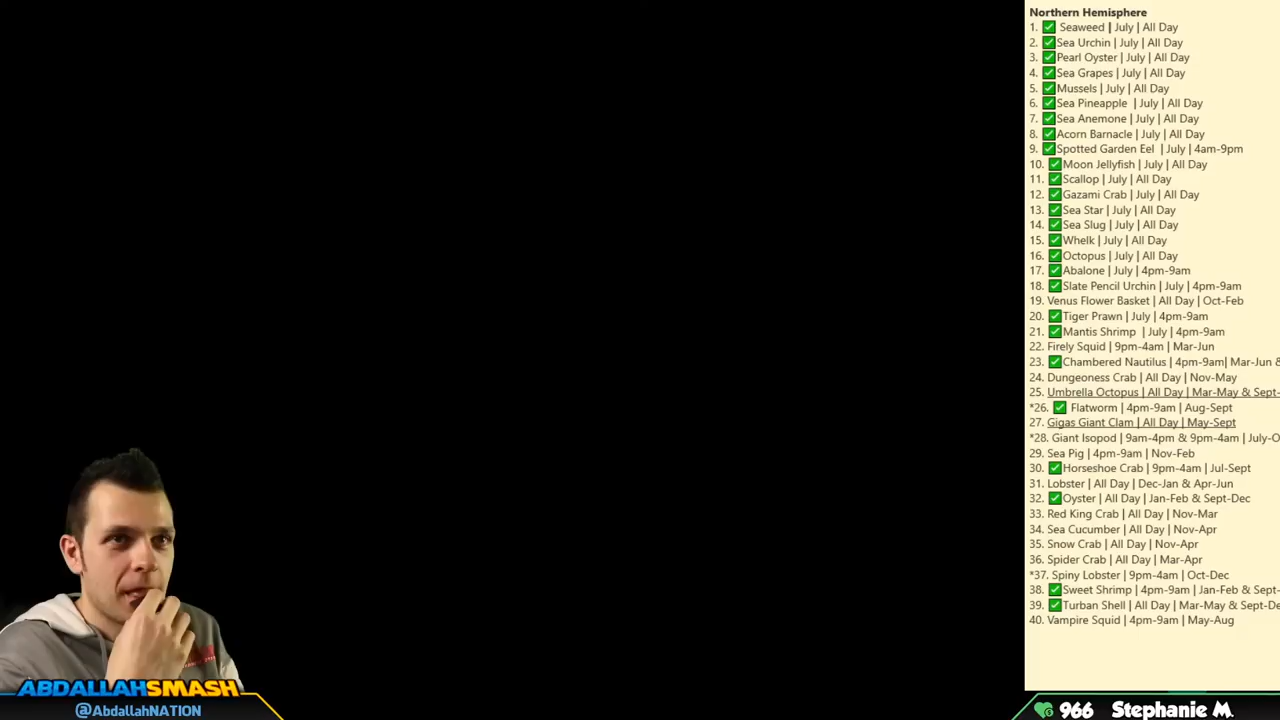 Northern Hemisphere
1. ✅ Seaweed | July | All Day
2. ✅Sea Urchin | July | All Day
3. ✅Pearl Oyster | July | All Day
4. ✅Sea Grapes | July | All Day
5. ✅Mussels | July | All Day
6. ✅Sea Pineapple | July | All Day
7. ✅Sea Anemone | July | All Day
8. ✅Acorn Barnacle | July | All Day
9. ✅Spotted Garden Eel | July | 4am-9pm
10. ✅Moon Jellyfish | July | All Day
11. ✅Scallop | July | All Day
12. ✅Gazami Crab | July | All Day
13. ✅Sea Star | July | All Day
14. ✅Sea Slug | July | All Day
15. ✅Whelk | July | All Day
16. ✅Octopus | July | All Day
17. ✅Abalone | July | 4pm-9am
18. ✅Slate Pencil Urchin | July | 4pm-9am
19. Venus Flower Basket | All Day | Oct-Feb
20. ✅Tiger Prawn | July | 4pm-9am
21. ✅Mantis Shrimp | July | 4pm-9am
22. Firely Squid | 9pm-4am | Mar-Jun
23. ✅Chambered Nautilus | 4pm-9am| Mar-Jun &
24. Dungeoness Crab | All Day | Nov-May
25. Umbrella Octopus | All Day | Mar-May & Sept-
*26. ✅ Flatworm | 4pm-9am | Aug-Sept
27. Gigas Giant Clam | All Day | May-Sept
*28. Giant Isopod | 9am-4pm & 9pm-4am | July-O
29. Sea Pig | 4pm-9am | Nov-Feb
30. ✅Horseshoe Crab | 9pm-4am | Jul-Sept
31. Lobster | All Day | Dec-Jan & Apr-Jun
32. ✅Oyster | All Day | Jan-Feb & Sept-Dec
33. Red King Crab | All Day | Nov-Mar
34. Sea Cucumber | All Day | Nov-Apr
35. Snow Crab | All Day | Nov-Apr
36. Spider Crab | All Day | Mar-Apr
*37. Spiny Lobster | 9pm-4am | Oct-Dec
38. ✅Sweet Shrimp | 4pm-9am | Jan-Feb & Sept-
39. ✅Turban Shell | All Day | Mar-May & Sept-De
40. Vampire Squid | 4pm-9am | May-Aug
ABDALLAHSMASH
@AbdallahNATION
966 Stephanie M.